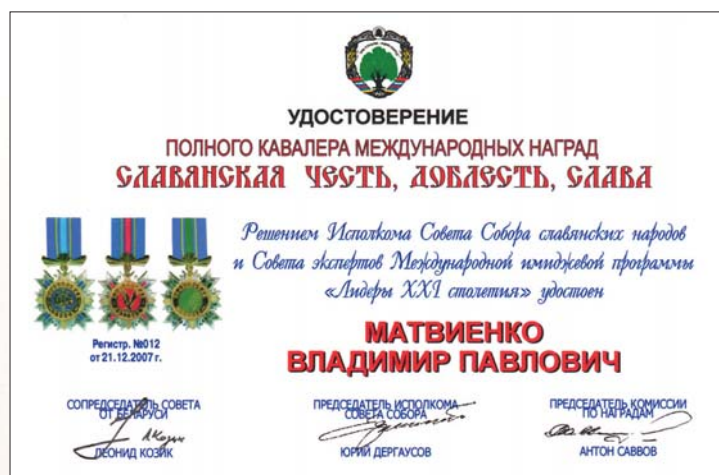 УДОСТОВЕРЕНИЕ
ПОЛНОГО КАВАЛЕРА МЕЖДУНАРОДНЫХ НАГРАД
СЛАВЯНСКАЯ ЧЕСТЬ, ДОБЛЕСТЬ, СЛАВА
Решением Исполкома Совета Собора славянских народов
и Совета экспертов Международной имиджевой программы
«Лидеры XXI столетия» удостоен
Регистр. №012
от 21.12.2007 г.
МАТВИЕНКО
ВЛАДИМИР ПАВЛОВИЧ
СОПРЕДСЕДАТЕЛЬ СОВЕТА
ОТ БЕЛАРУСИ
ЛЕОНИД КОЗИК
ПРЕДСЕДАТЕЛЬ ИСПОЛКОМА
СОВЕТА СОБОРА
ЮРИЙ ДЕРГАУСОВ
ПРЕДСЕДАТЕЛЬ КОМИССИИ
ПО НАГРАДАМ
АНТОН САВВОВ